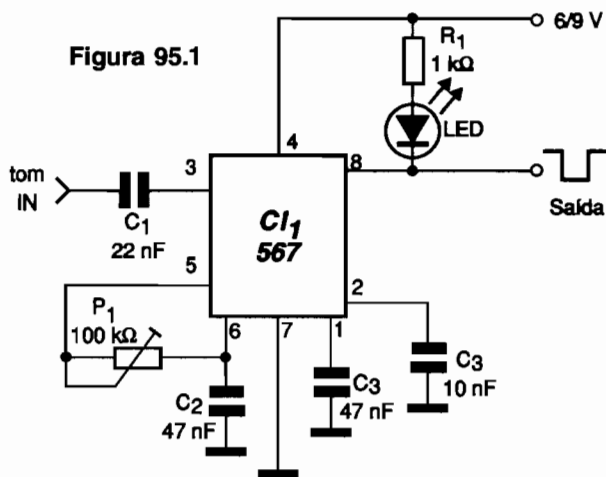 Figura 95.1
6/9 V
R1
1 kΩ
LED
4
8
3
tom
IN
C1
22 nF
CI1
567
Saída
5
2
P1
100 kΩ
6
7
1
C2
47 nF
C3
47 nF
C3
10 nF